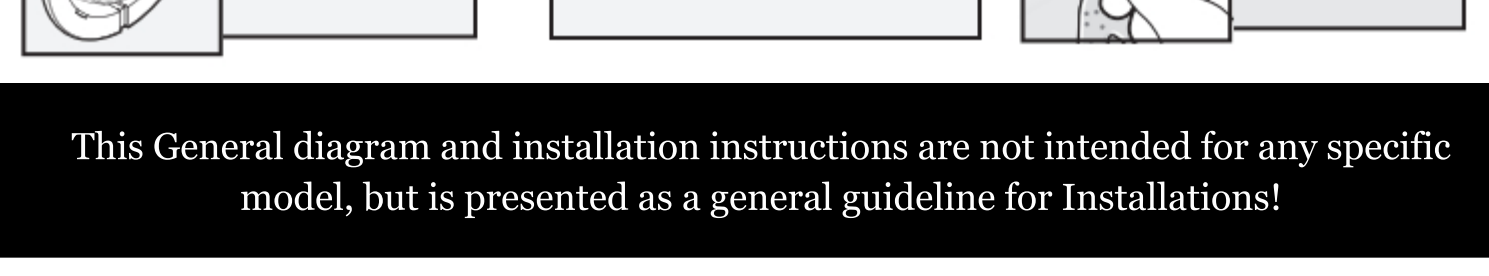 This General diagram and installation instructions are not intended for any specific
model, but is presented as a general guideline for Installations!